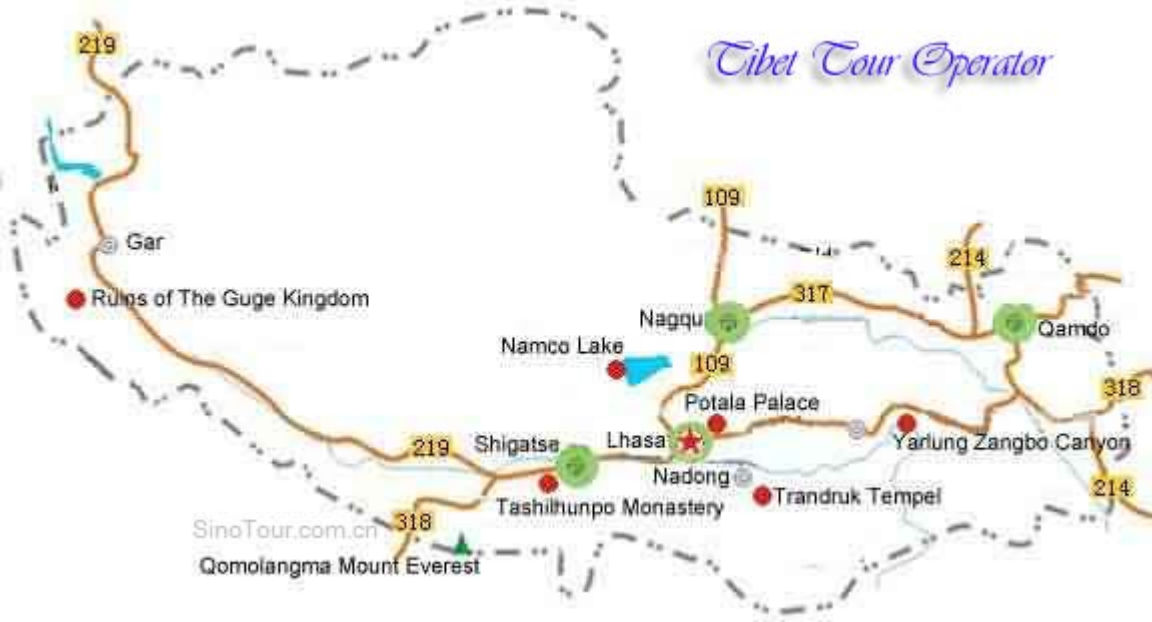 219
Tibet Tour Operator
109
Gar
214
Ruins of The Guge Kingdom
317
Nagqu
Qamdo
Namco Lake
109
318
Potala Palace
Shigatse
Lhasa
Yarlung Zangbo Canyon
219
Nadong
214
Tashilhunpo Monastery
Trandruk Tempel
SinoTour.com.cn
318
Qomolangma Mount Everest